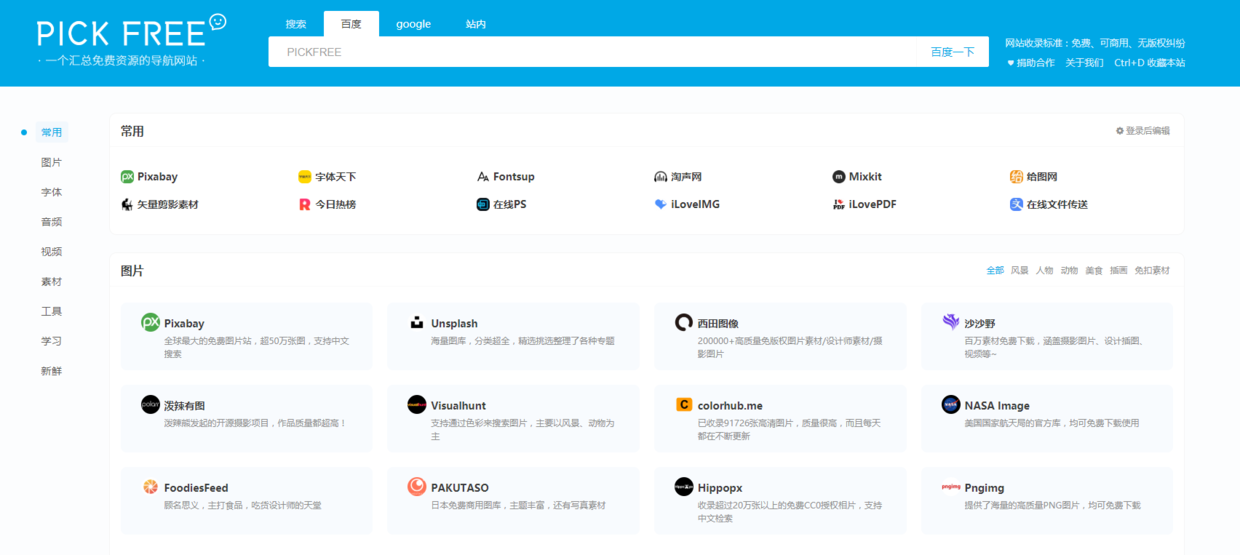 PICK FREE
· 一个汇总免费资源的导航网站 ·
搜索 百度 google 站内
PICKFREE 百度一下
网站收录标准：免费、可商用、无版权纠纷
♥ 捐助合作 关于我们 Ctrl+D 收藏本站
常用
图片
字体
音频
视频
素材
工具
学习
新鲜
常用 登录后编辑
Pixabay 字体天下 Fontsup 淘声网 Mixkit 给图网
矢量剪影素材 今日热榜 在线PS iLoveIMG iLovePDF 在线文件传送
图片 全部 风景 人物 动物 美食 插画 免扣素材
Pixabay
全球最大的免费图片站，超50万张图，支持中文
搜索
Unsplash
海量图库，分类超全，精选挑选整理了各种专题
西田图像
200000+高质量免版权图片素材/设计师素材/摄
影图片
沙沙野
百万素材免费下载，涵盖摄影图片、设计插图、
视频等~
泼辣有图
泼辣熊发起的开源摄影项目，作品质量都超高！
Visualhunt
支持通过色彩来搜索图片，主要以风景、动物为
主
colorhub.me
已收录91726张高清图片，质量很高，而且每天
都在不断更新
NASA Image
美国国家航天局的官方库，均可免费下载使用
FoodiesFeed
顾名思义，主打食品，吃货设计师的天堂
PAKUTASO
日本免费商用图库，主题丰富，还有写真素材
Hippopx
收录超过20万张以上的免费CC0授权相片，支持
中文检索
Pngimg
提供了海量的高质量PNG图片，均可免费下载